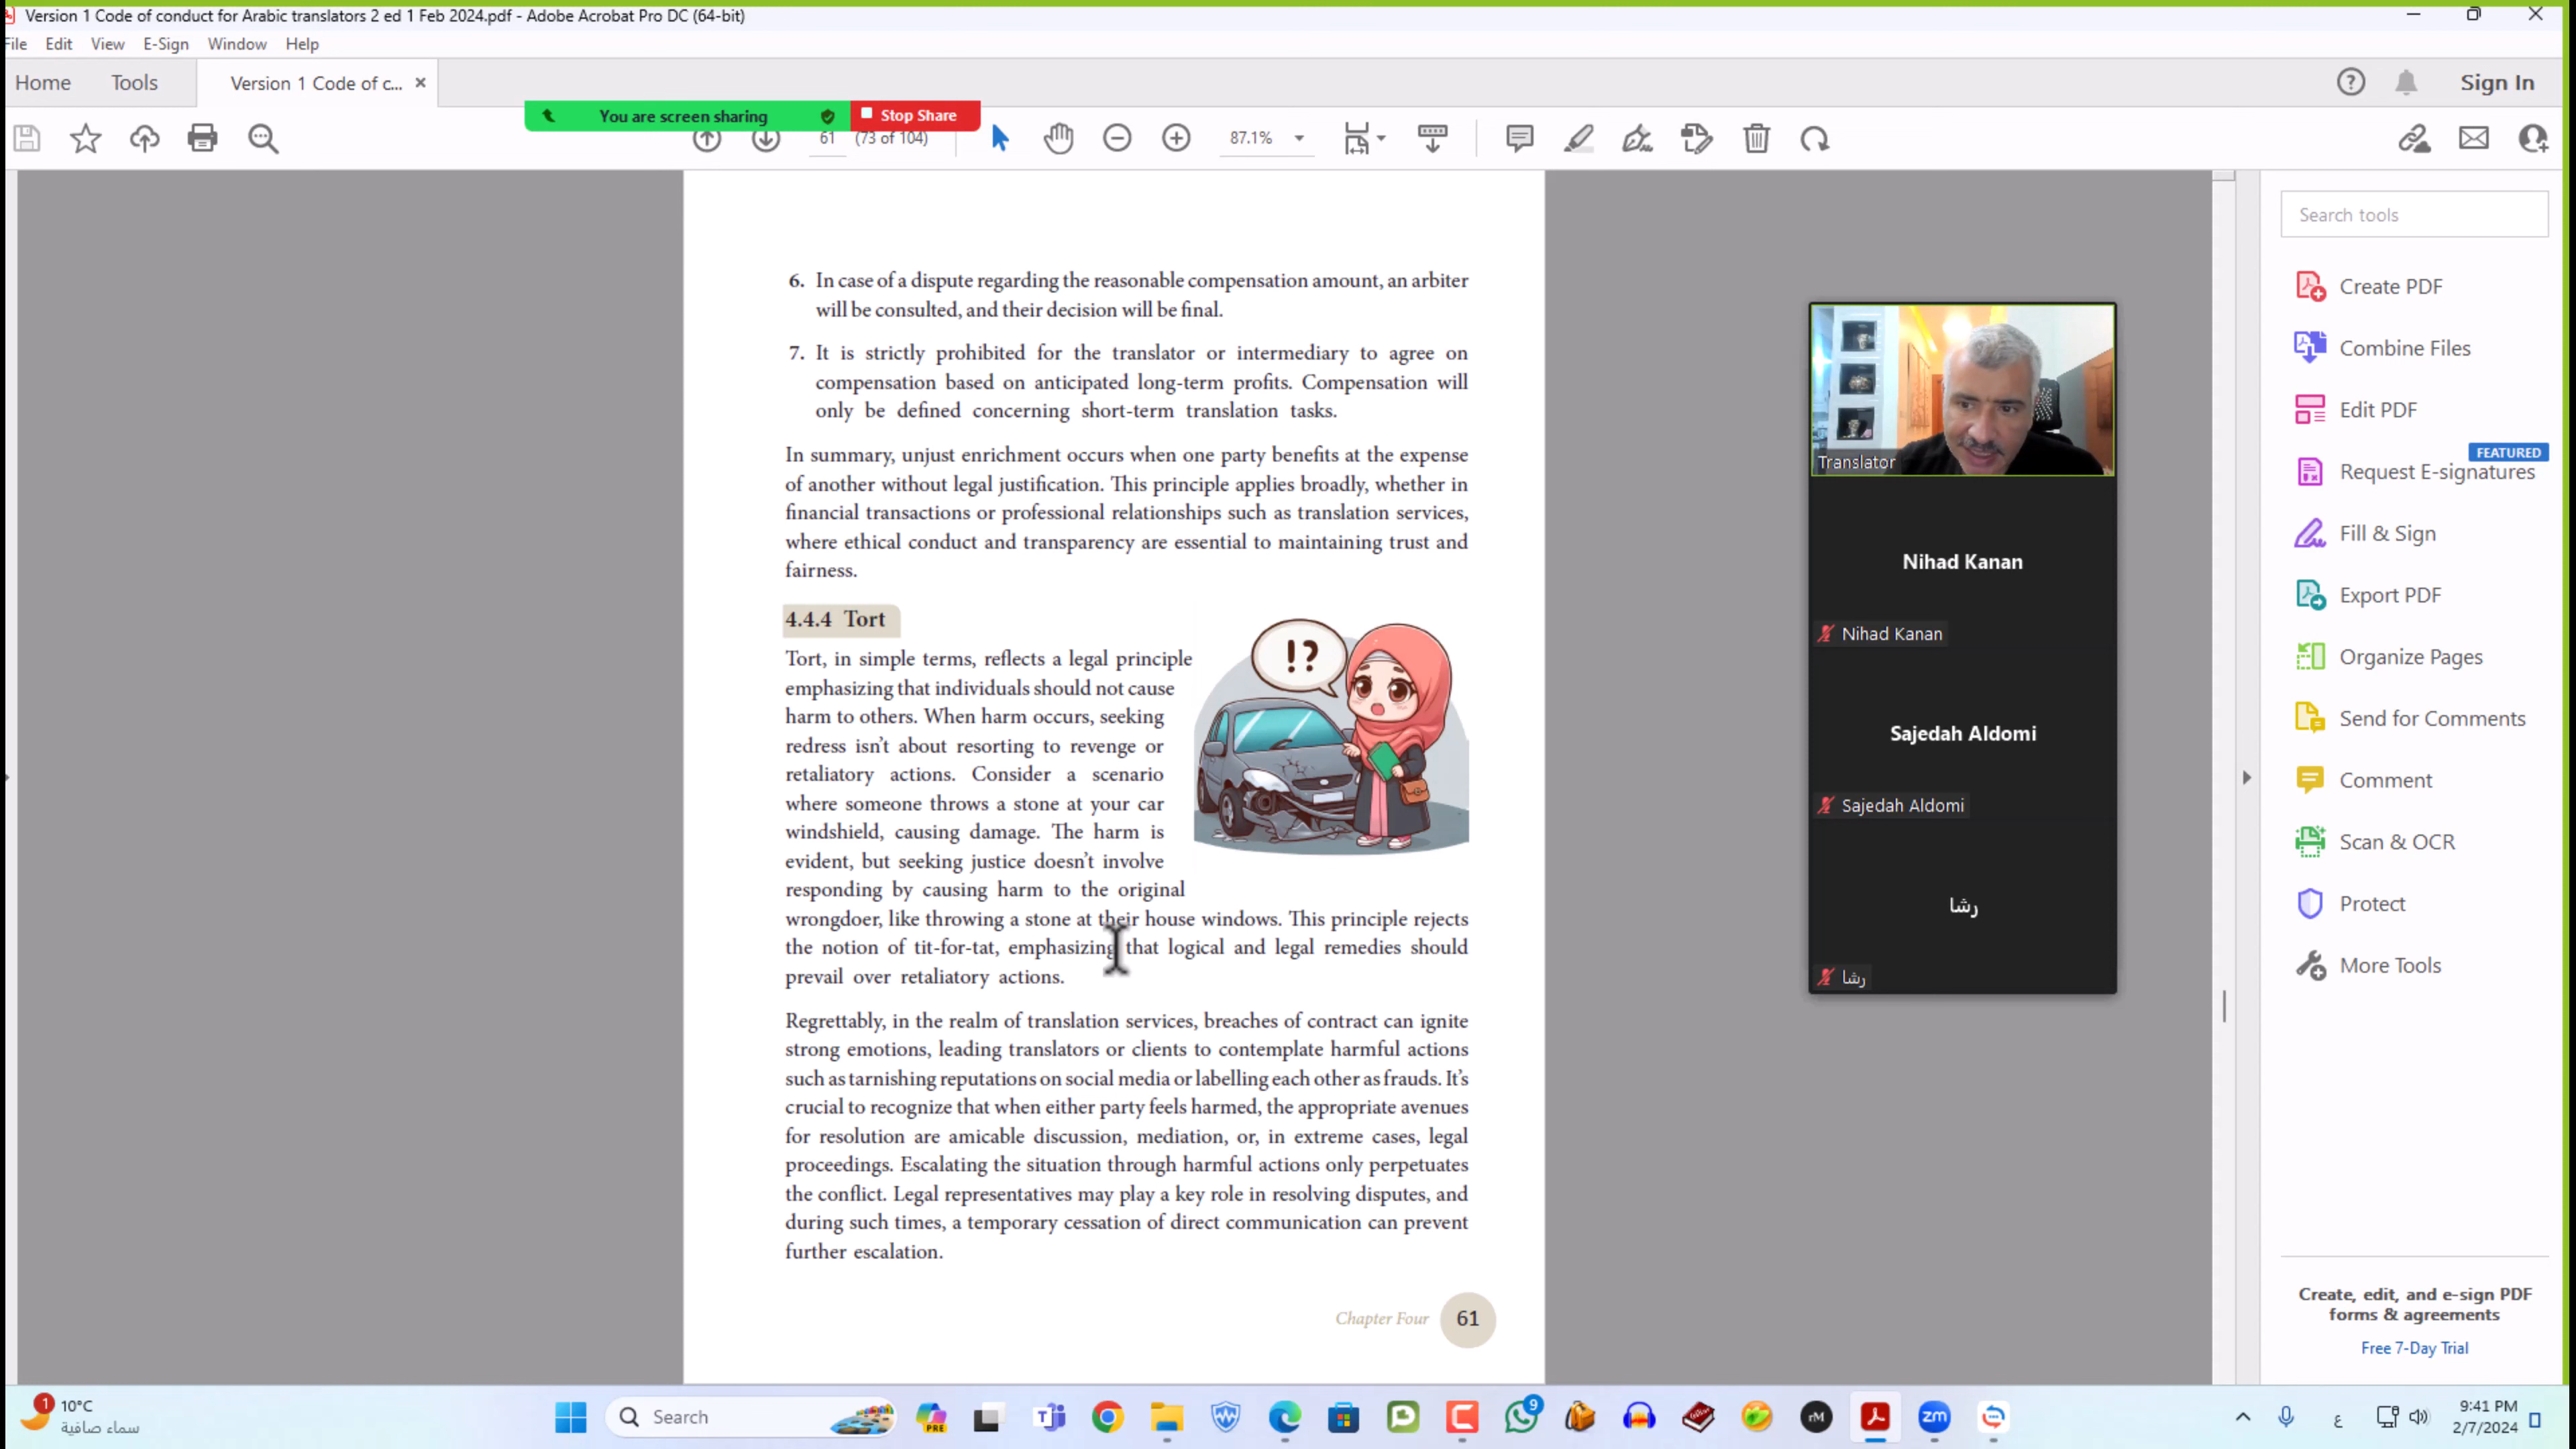 Version 1 Code of conduct for Arabic translators 2 ed 1 Feb 2024.pdf - Adobe Acrobat Pro DC (64-bit)
File Edit View E-Sign Window Help
Home Tools Version 1 Code of c... ×
Sign In
You are screen sharing Stop Share
61 (73 of 104) 87.1%
6. In case of a dispute regarding the reasonable compensation amount, an arbiter
will be consulted, and their decision will be final.
7. It is strictly prohibited for the translator or intermediary to agree on
compensation based on anticipated long-term profits. Compensation will
only be defined concerning short-term translation tasks.
In summary, unjust enrichment occurs when one party benefits at the expense
of another without legal justification. This principle applies broadly, whether in
financial transactions or professional relationships such as translation services,
where ethical conduct and transparency are essential to maintaining trust and
fairness.
4.4.4 Tort
!?
Tort, in simple terms, reflects a legal principle
emphasizing that individuals should not cause
harm to others. When harm occurs, seeking
redress isn't about resorting to revenge or
retaliatory actions. Consider a scenario
where someone throws a stone at your car
windshield, causing damage. The harm is
evident, but seeking justice doesn't involve
responding by causing harm to the original
wrongdoer, like throwing a stone at their house windows. This principle rejects
the notion of tit-for-tat, emphasizing that logical and legal remedies should
prevail over retaliatory actions.
Regrettably, in the realm of translation services, breaches of contract can ignite
strong emotions, leading translators or clients to contemplate harmful actions
such as tarnishing reputations on social media or labelling each other as frauds. It's
crucial to recognize that when either party feels harmed, the appropriate avenues
for resolution are amicable discussion, mediation, or, in extreme cases, legal
proceedings. Escalating the situation through harmful actions only perpetuates
the conflict. Legal representatives may play a key role in resolving disputes, and
during such times, a temporary cessation of direct communication can prevent
further escalation.
Chapter Four 61
Translator
Nihad Kanan
Nihad Kanan
Sajedah Aldomi
Sajedah Aldomi
رشا
رشا
Search tools
Create PDF
Combine Files
Edit PDF
FEATURED
Request E-signatures
Fill & Sign
Export PDF
Organize Pages
Send for Comments
Comment
Scan & OCR
Protect
More Tools
Create, edit, and e-sign PDF
forms & agreements
Free 7-Day Trial
1
10°C
سماء صافية
Search
PRE
9
rM
zm
ع
9:41 PM
2/7/2024